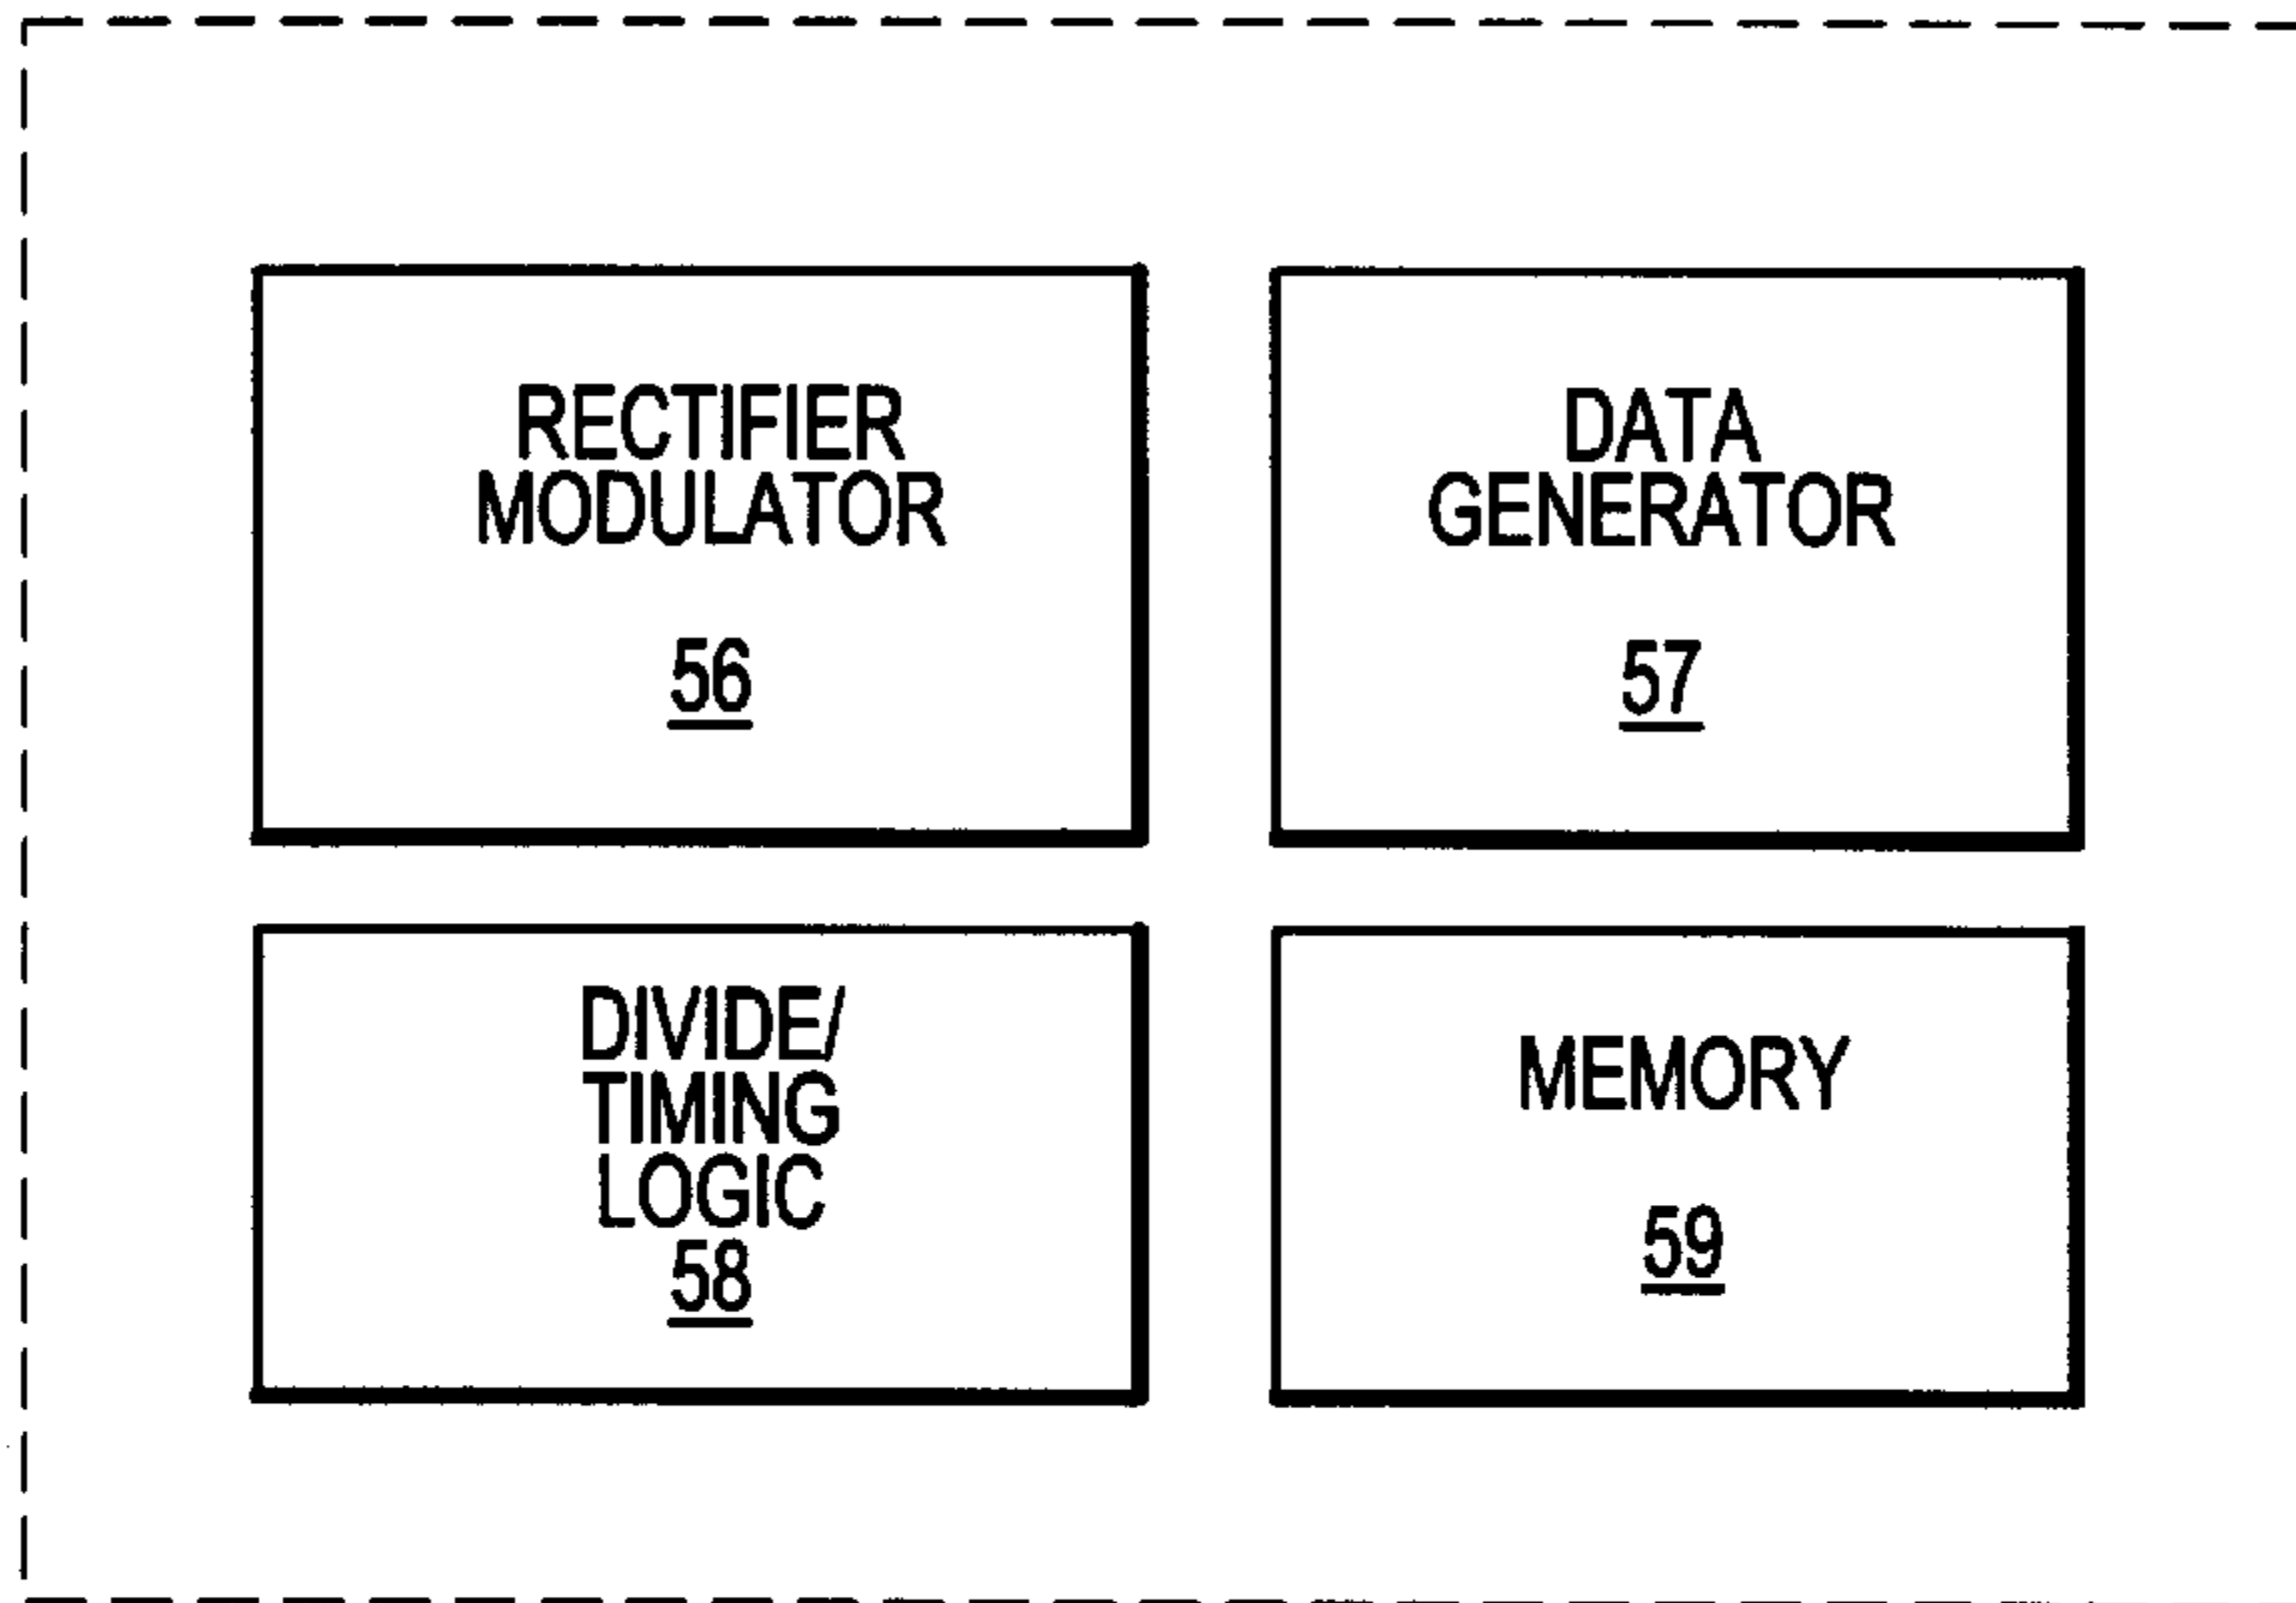 RECTIFIER
MODULATOR
56
DATA
GENERATOR
57
DIVIDE/
TIMING
LOGIC
58
MEMORY
59